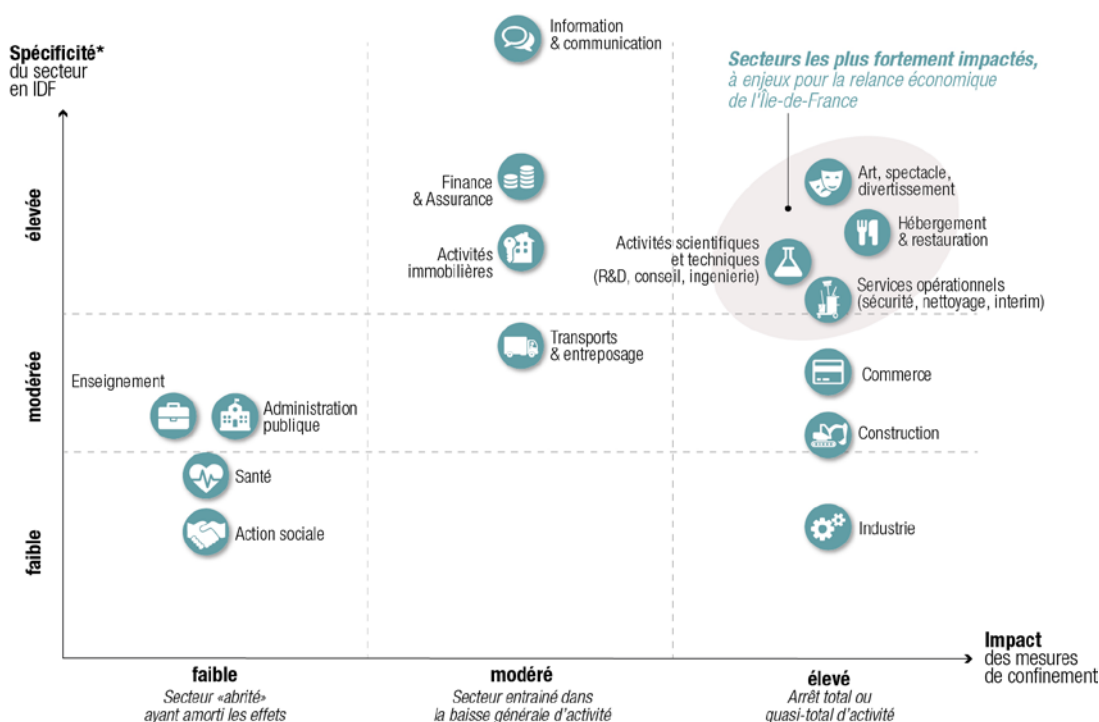 Spécificité*
du secteur
en IDF
Information
& communication
Secteurs les plus fortement impactés,
à enjeux pour la relance économique
de l'Île-de-France
élevée
Finance
& Assurance
Art, spectacle,
divertissement
Hébergement
& restauration
Activités
immobilières
Activités scientifiques
et techniques
(R&D, conseil, ingenierie)
Services opérationnels
(sécurité, nettoyage, interim)
modérée
Transports
& entreposage
Enseignement
Administration
publique
Commerce
Construction
faible
Santé
Action sociale
Industrie
Impact
des mesures
de confinement
faible
Secteur «abrité»
ayant amorti les effets
modéré
Secteur entrainé dans
la baisse générale d'activité
élevé
Arrêt total ou
quasi-total d'activité